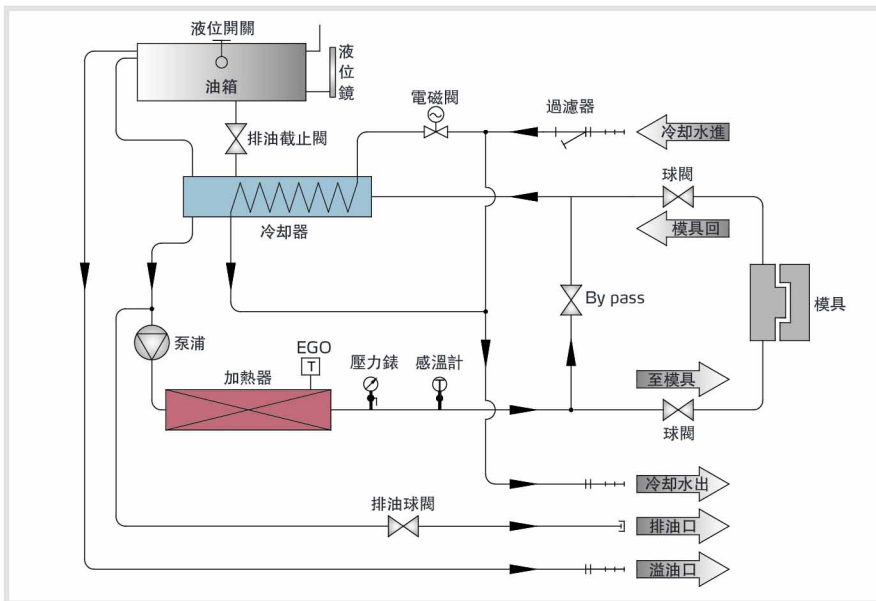 液位開關
液位鏡
油箱
電磁閥
過濾器
冷却水進
排油截止閥
球閥
冷却器
模具回
By pass
模具
泵浦
EGO
T
加熱器
壓力錶
感溫計
T
至模具
球閥
冷却水出
排油球閥
排油口
溢油口